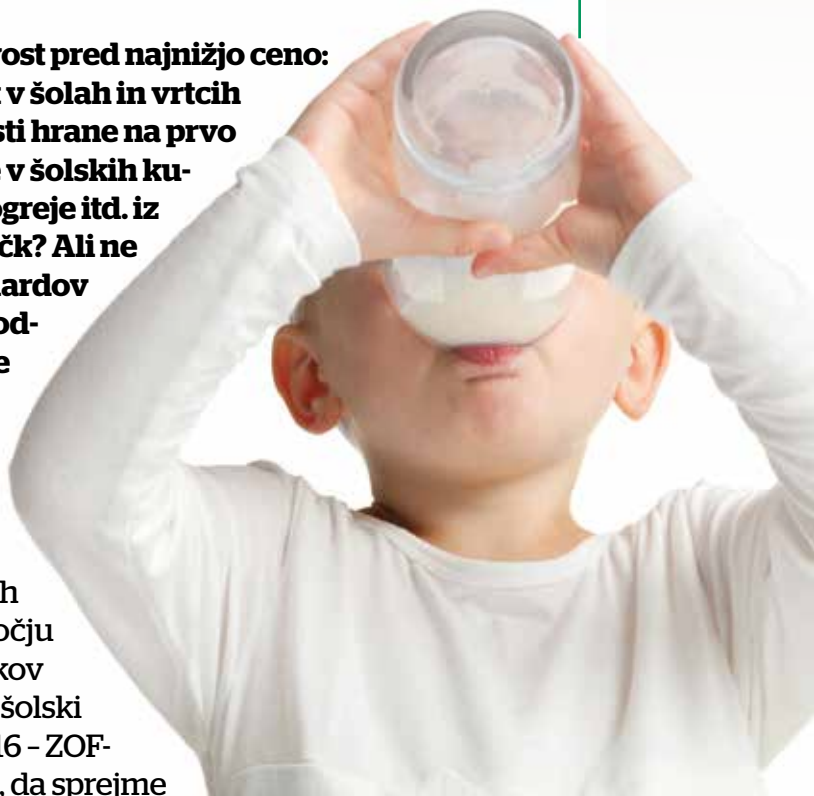 ost pred najnižjo ceno:
v šolah in vrtcih
sti hrane na prvo
v šolskih ku-
ogreje itd. iz
čk? Ali ne
ardov
od-
e
h
očju
kov
šolski
16 – ZOF-
, da sprejme